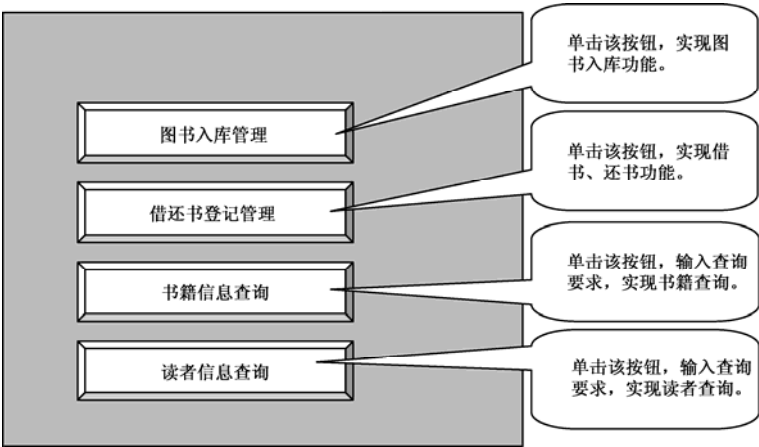 图书入库管理
借还书登记管理
书籍信息查询
读者信息查询
单击该按钮，实现图
书入库功能。
单击该按钮，实现借
书、还书功能。
单击该按钮，输入查询
要求，实现书籍查询。
单击该按钮，输入查询
要求，实现读者查询。